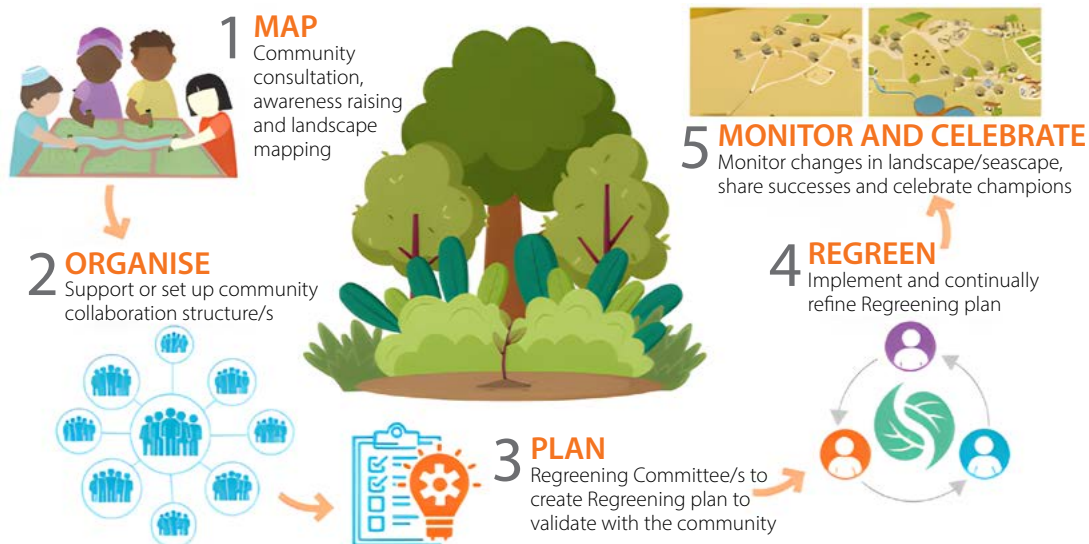 1 MAP
Community
consultation,
awareness raising
and landscape
mapping
2 ORGANISE
Support or set up community
collaboration structure/s
3 PLAN
Regreening Committee/s to
create Regreening plan to
validate with the community
4 REGREEN
Implement and continually
refine Regreening plan
5 MONITOR AND CELEBRATE
Monitor changes in landscape/seascape,
share successes and celebrate champions